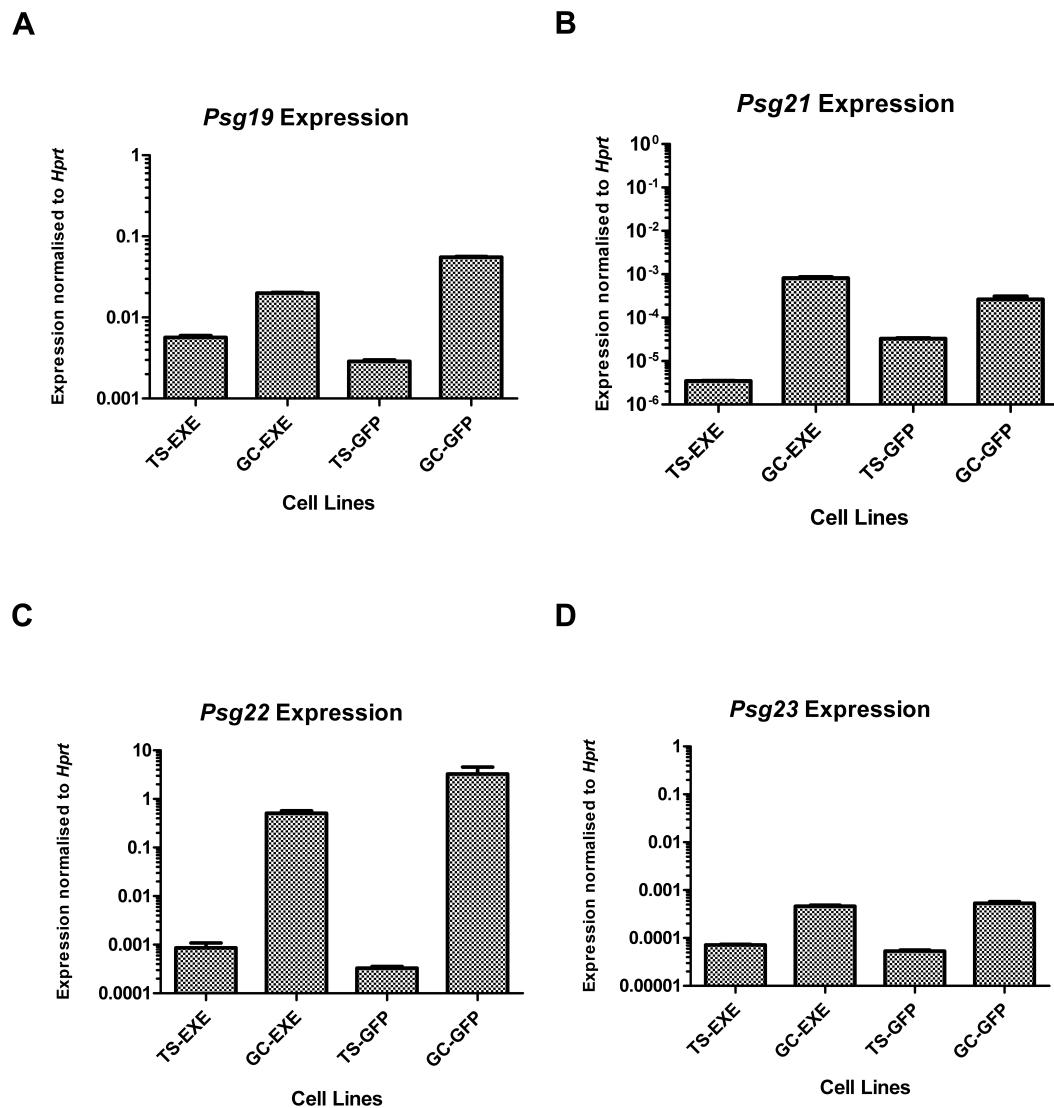 A
Psg19 Expression
Expression normalised to Hprt
1
0.1
0.01
0.001
TS-EXE
GC-EXE
TS-GFP
GC-GFP
Cell Lines
B
Psg21 Expression
Expression normalised to Hprt
10⁰
10⁻¹
10⁻²
10⁻³
10⁻⁴
10⁻⁵
10⁻⁶
TS-EXE
GC-EXE
TS-GFP
GC-GFP
Cell Lines
C
Psg22 Expression
Expression normalised to Hprt
10
1
0.1
0.01
0.001
0.0001
TS-EXE
GC-EXE
TS-GFP
GC-GFP
Cell Lines
D
Psg23 Expression
Expression normalised to Hprt
1
0.1
0.01
0.001
0.0001
0.00001
TS-EXE
GC-EXE
TS-GFP
GC-GFP
Cell Lines